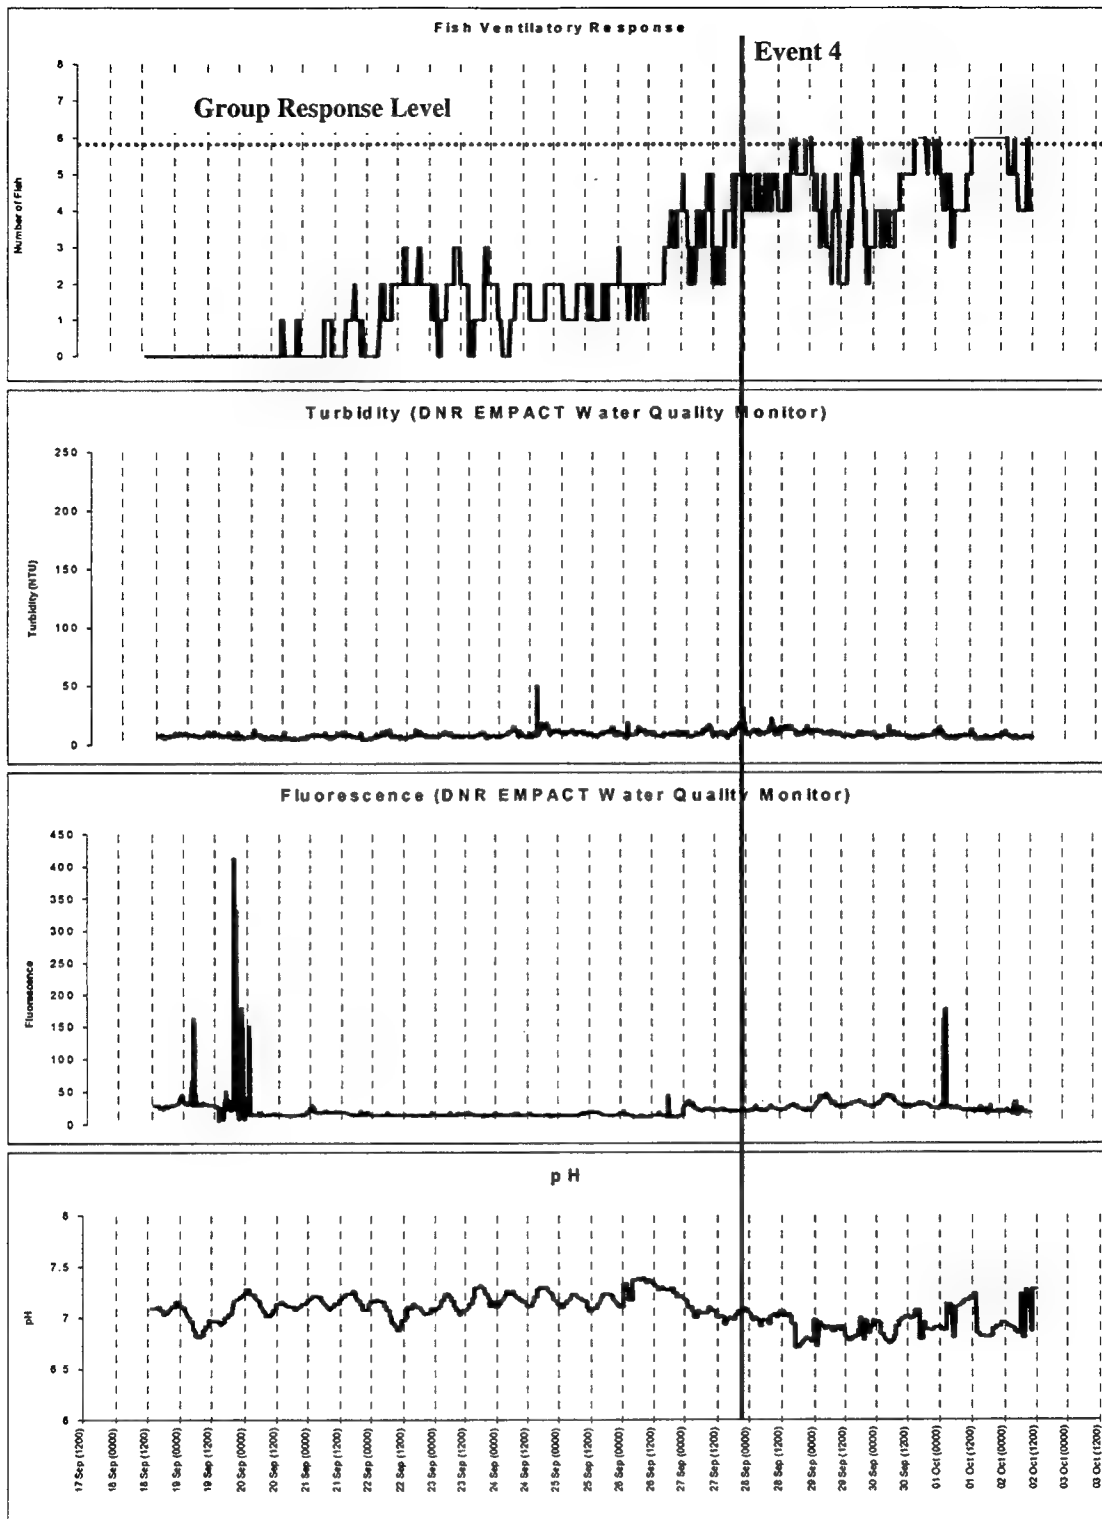 Fish Ventilatory Response
Event 4
Group Response Level
8
7
6
5
4
3
2
1
0
Number of Fish
Turbidity (DNR EMPACT Water Quality Monitor)
250
200
150
100
50
0
Turbidity (NTU)
Fluorescence (DNR EMPACT Water Quality Monitor)
450
400
350
300
250
200
150
100
50
0
Fluorescence
pH
8
7.5
7
6.5
6
pH
17 Sep (1200)
18 Sep (0000)
18 Sep (1200)
19 Sep (0000)
19 Sep (1200)
20 Sep (0000)
20 Sep (1200)
21 Sep (0000)
21 Sep (1200)
22 Sep (0000)
22 Sep (1200)
23 Sep (0000)
23 Sep (1200)
24 Sep (0000)
24 Sep (1200)
25 Sep (0000)
25 Sep (1200)
26 Sep (0000)
26 Sep (1200)
27 Sep (0000)
27 Sep (1200)
28 Sep (0000)
28 Sep (1200)
29 Sep (0000)
29 Sep (1200)
30 Sep (0000)
30 Sep (1200)
01 Oct (0000)
01 Oct (1200)
02 Oct (0000)
02 Oct (1200)
03 Oct (0000)
03 Oct (1200)